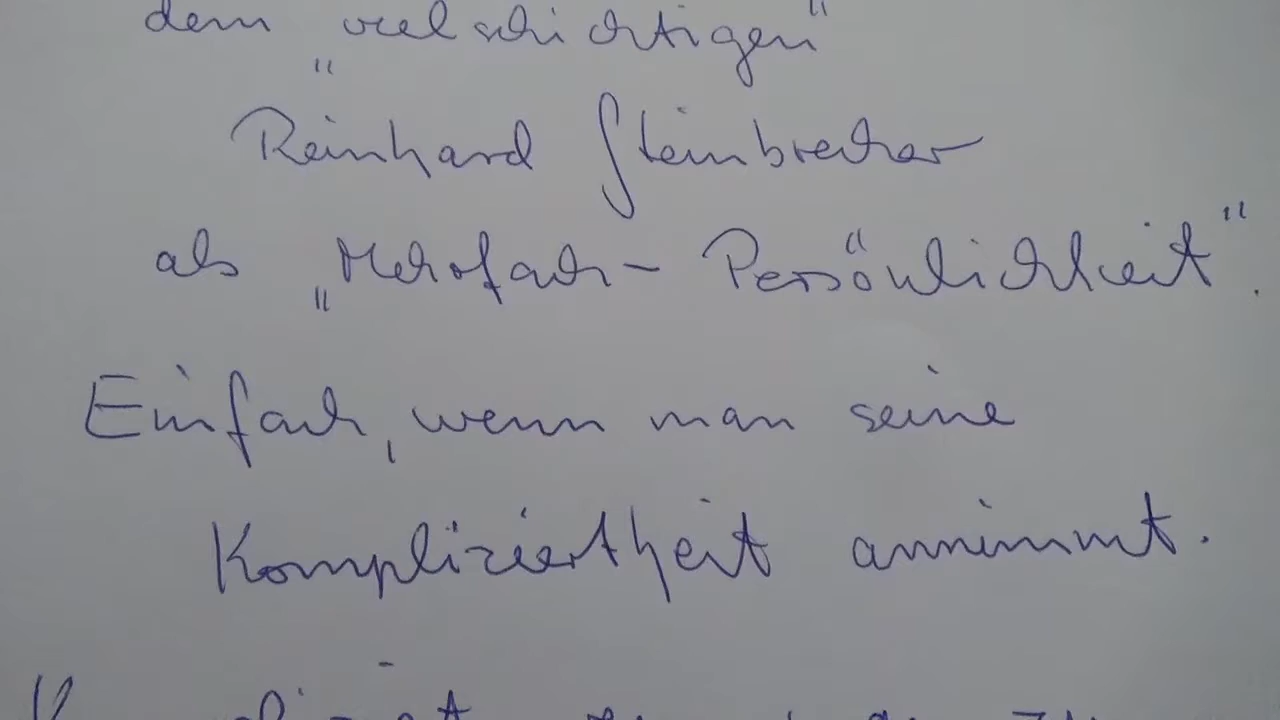 dem "vielschichtigen"
Reinhard Steinbrecher
als „Mehrfach-Persönlichkeit".
Einfach, wenn man seine
Kompliziertheit annimmt.